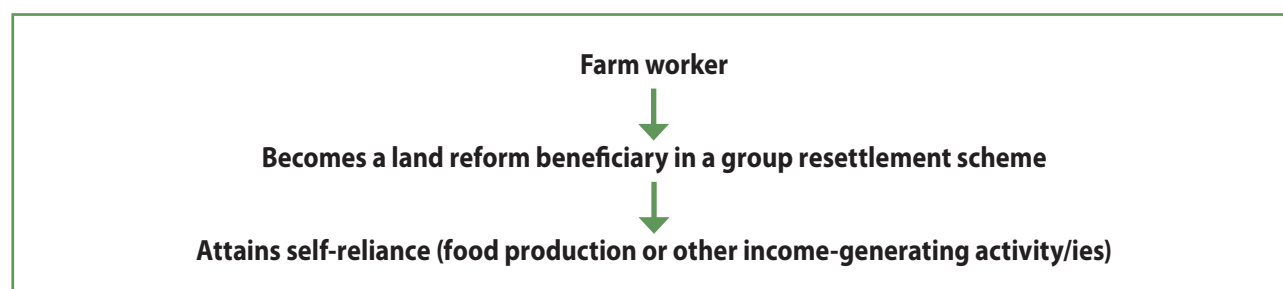 Farm worker
Becomes a land reform beneficiary in a group resettlement scheme
Attains self-reliance (food production or other income-generating activity/ies)